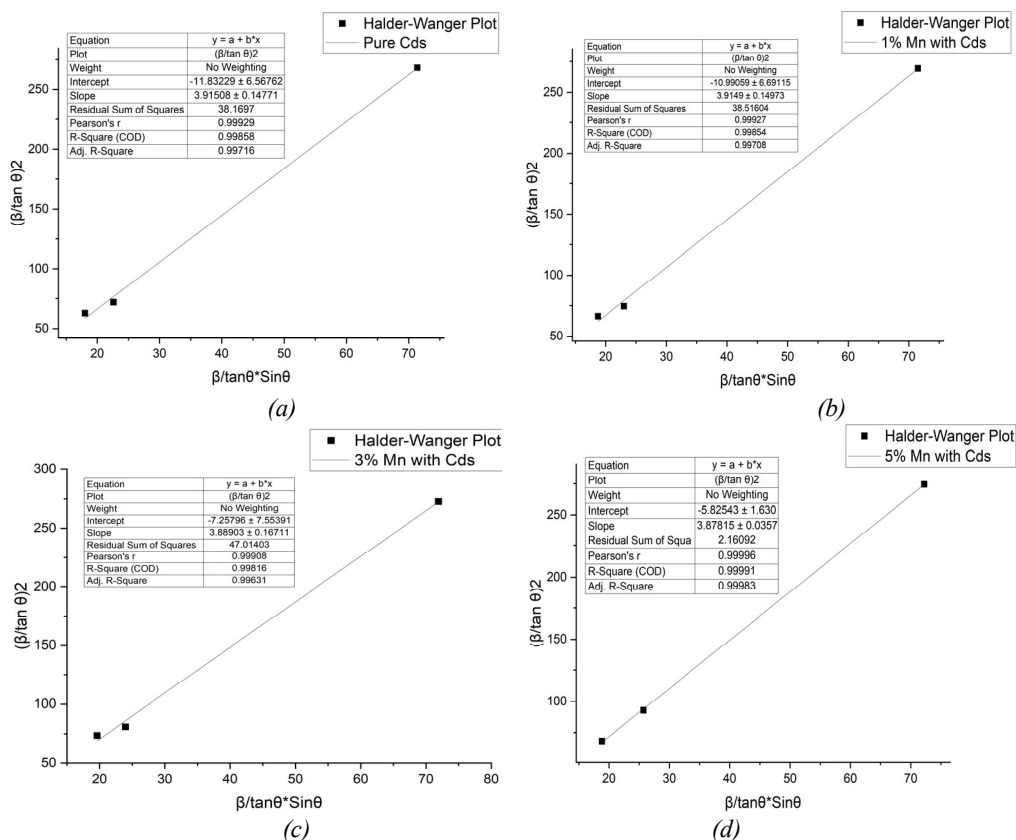 Halder-Wanger Plot
Pure Cds
Equation y = a + b*x
Plot (β/tan θ)2
Weight No Weighting
Intercept -11.83229 ± 6.56762
Slope 3.91508 ± 0.14771
Residual Sum of Squares 38.1697
Pearson's r 0.99929
R-Square (COD) 0.99858
Adj. R-Square 0.99716
(β/tan θ)2
250
200
150
100
50
20 30 40 50 60 70
β/tanθ*Sinθ
(a)
Halder-Wanger Plot
1% Mn with Cds
Equation y = a + b*x
Plot (β/tan θ)2
Weight No Weighting
Intercept -10.99059 ± 6.69115
Slope 3.9149 ± 0.14973
Residual Sum of Squares 38.51604
Pearson's r 0.99927
R-Square (COD) 0.99854
Adj. R-Square 0.99708
(β/tan θ)2
250
200
150
100
50
20 30 40 50 60 70
β/tanθ*Sinθ
(b)
Halder-Wanger Plot
3% Mn with Cds
Equation y = a + b*x
Plot (β/tan θ)2
Weight No Weighting
Intercept -7.25796 ± 7.55391
Slope 3.88903 ± 0.16711
Residual Sum of Squares 47.01403
Pearson's r 0.99908
R-Square (COD) 0.99816
Adj. R-Square 0.99631
(β/tan θ)2
300
250
200
150
100
50
20 30 40 50 60 70 80
β/tanθ*Sinθ
(c)
Halder-Wanger Plot
5% Mn with Cds
Equation y = a + b*x
Plot (β/tan θ)2
Weight No Weighting
Intercept -5.82543 ± 1.630
Slope 3.87815 ± 0.0357
Residual Sum of Squa 2.16092
Pearson's r 0.99996
R-Square (COD) 0.99991
Adj. R-Square 0.99983
(β/tan θ)2
250
200
150
100
20 30 40 50 60 70
β/tanθ*Sinθ
(d)